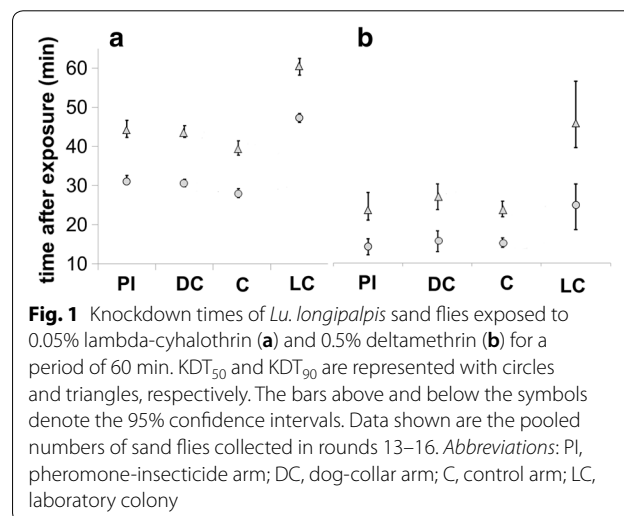 a b
time after exposure (min)
60
50
40
30
20
10
PI DC C LC PI DC C LC
Fig. 1 Knockdown times of Lu. longipalpis sand flies exposed to
0.05% lambda-cyhalothrin (a) and 0.5% deltamethrin (b) for a
period of 60 min. KDT50 and KDT90 are represented with circles
and triangles, respectively. The bars above and below the symbols
denote the 95% confidence intervals. Data shown are the pooled
numbers of sand flies collected in rounds 13–16. Abbreviations: PI,
pheromone-insecticide arm; DC, dog-collar arm; C, control arm; LC,
laboratory colony